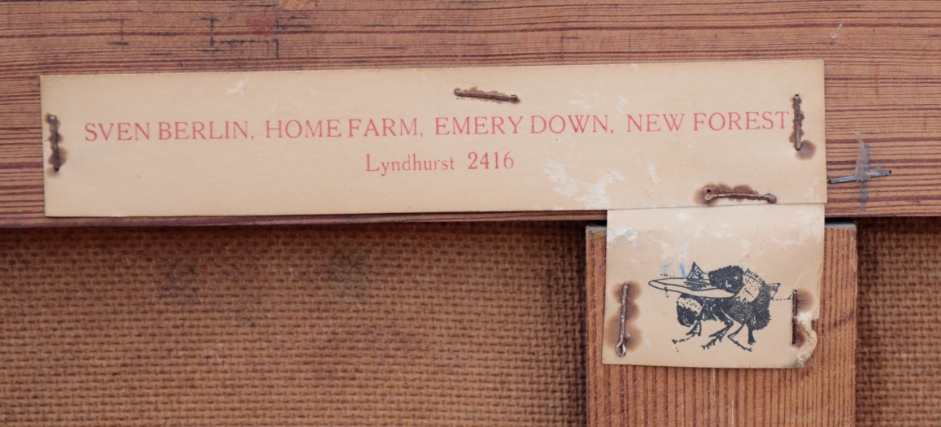 SVEN BERLIN, HOME FARM, EMERY DOWN, NEW FOREST
Lyndhurst 2416